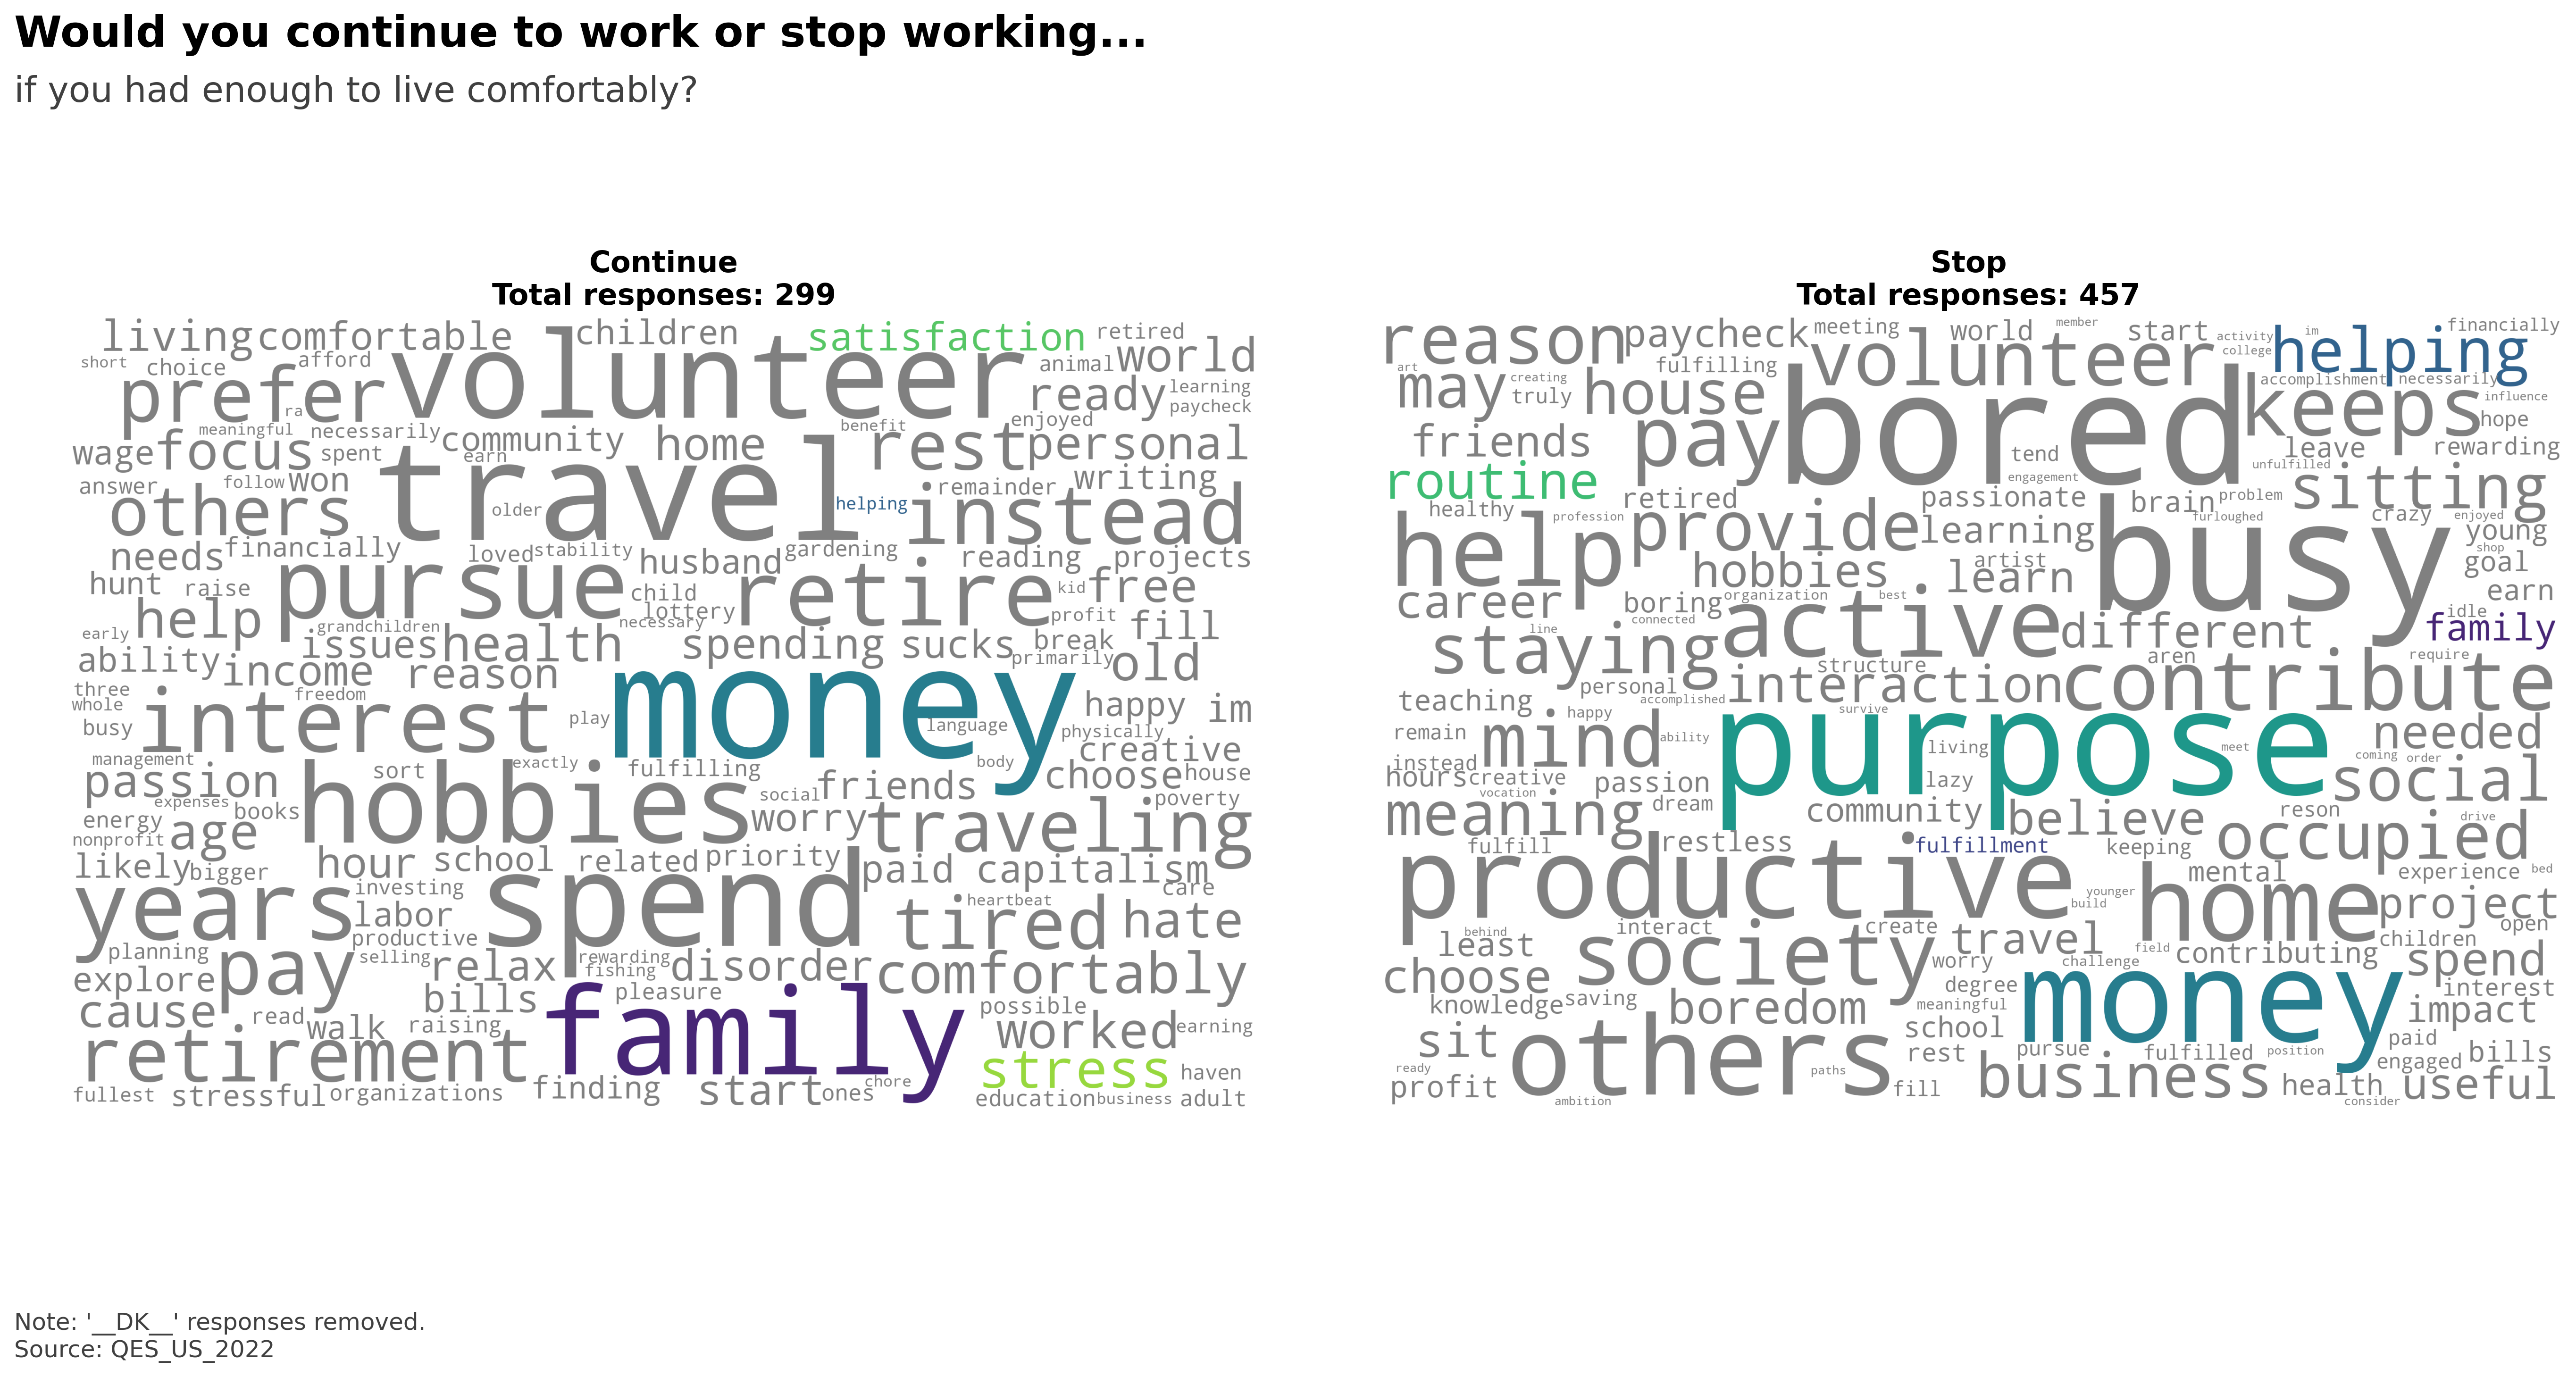 Would you continue to work or stop working...
if you had enough to live comfortably?
Continue
Total responses: 299
living comfortable children satisfaction retired
short choice afford volunteer animal world
prefer ra ready learning
paycheck
meaningful necessarily community home benefit enjoyed
wage focus spent earn rest personal
answer follow won travel remainder writing
others older helping instead
needs financially loved stability husband gardening reading projects
hunt raise pursue child retire kid free
help lottery profit fill
early grandchildren necessary
issues health spending sucks break
ability income reason primarily old
three freedom money
whole interest play language happy im
busy physically
management creative
passion sort exactly fulfilling body choose house
expenses books hobbies social friends poverty
energy age worry traveling
nonprofit
likely bigger hour school related priority paid capitalism
years investing spend heartbeat care
labor tired hate
productive
planning selling relax rewarding disorder comfortably
explore pay fishing
cause bills pleasure possible
read walk raising family worked earning
retirement stress haven
fullest stressful organizations finding start ones chore education business adult
Stop
Total responses: 457
reason paycheck meeting world member start activity im financially
art fulfilling volunteer college helping
may creating house accomplishment necessarily
truly bored keeps influence
friends pay tend leave hope rewarding
routine engagement unfulfilled sitting
retired passionate brain problem
healthy profession furloughed crazy enjoyed
help provide learning busy young
shop
hobbies artist goal
career boring organization best learn earn
line connected active idle
staying different family
structure aren require
teaching personal interaction contribute
accomplished
remain mind happy survive needed
ability purpose living meet
instead coming order
hours creative passion lazy social
vocation
meaning dream community believe reson drive
occupied
fulfill restless fulfillment keeping
productive mental experience bed
younger home project
build
behind interact create open
least society travel field contributing children
choose worry challenge spend
knowledge saving degree interest
meaningful money impact
boredom
sit school paid
others rest pursue fulfilled position engaged bills
ready paths business
profit fill health useful
ambition consider
Note: '__DK__' responses removed.
Source: QES_US_2022